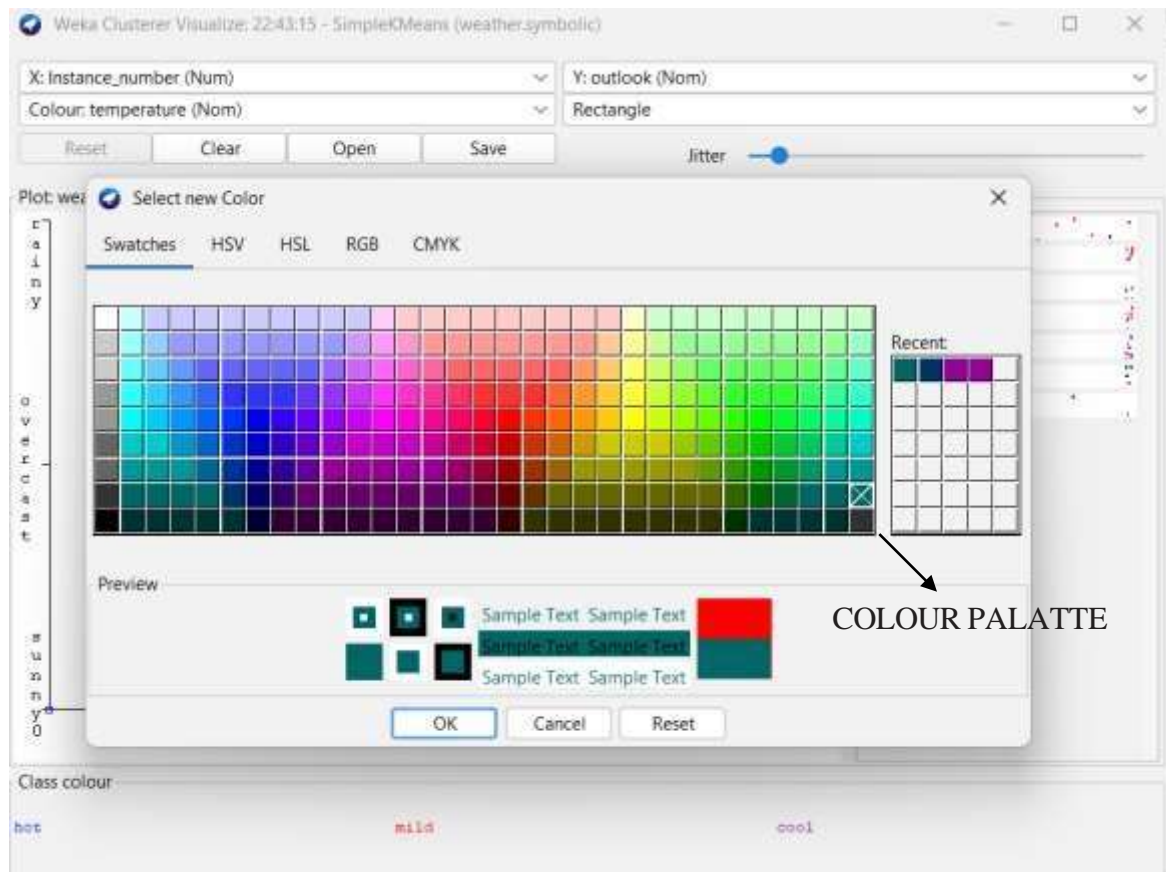 Weka Clusterer Visualize: 22:43:15 - SimpleKMeans (weather.symbolic)
X: Instance_number (Num) Y: outlook (Nom)
Colour: temperature (Nom) Rectangle
Reset Clear Open Save Jitter
Plot: wea
Select new Color
Swatches HSV HSL RGB CMYK
rainy
Recent:
overcast
Preview
COLOUR PALATTE
Sample Text Sample Text
Sample Text Sample Text
Sample Text Sample Text
sunny
0
OK Cancel Reset
Class colour
hot mild cool